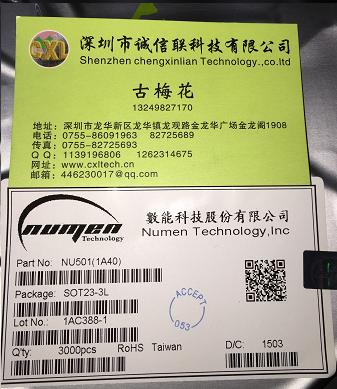 CXL
深圳市诚信联科技有限公司
Shenzhen chengxinlian Technology.,co.ltd
古梅花
13249827170
地址：深圳市龙华新区龙华镇龙观路金龙华广场金龙阁1908
电话：0755-86091963 82725689
传真：0755-82725693
Q Q：1139196806 1262314675
网址：www.cxltech.cn
邮箱：446230017@qq.com
numen
Technology
數能科技股份有限公司
Numen Technology,Inc
Part No: NU501(1A40)
Package: SOT23-3L
Lot No.: 1AC388-1
ACCEPT
053
Q'ty: 3000pcs RoHS Taiwan D/C: 1503